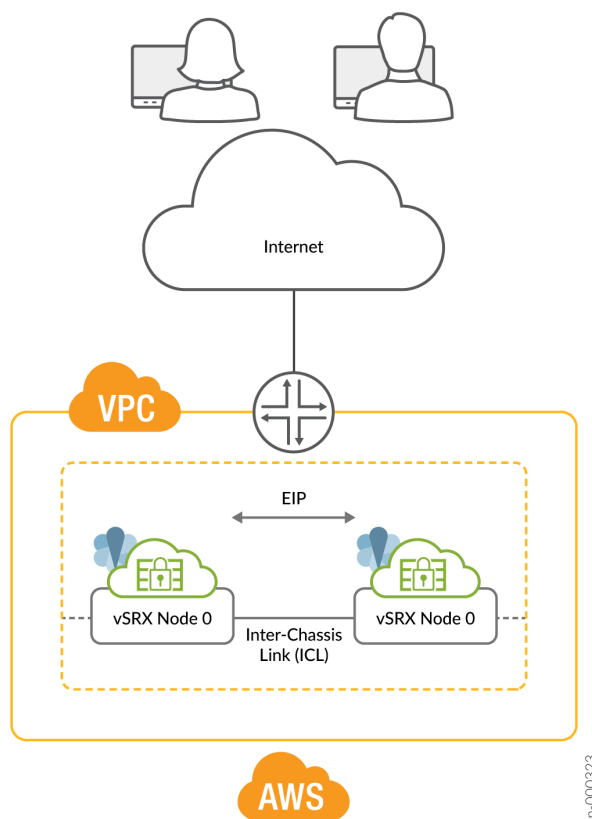 Internet
VPC
EIP
vSRX Node 0
vSRX Node 0
Inter-Chassis
Link (ICL)
AWS